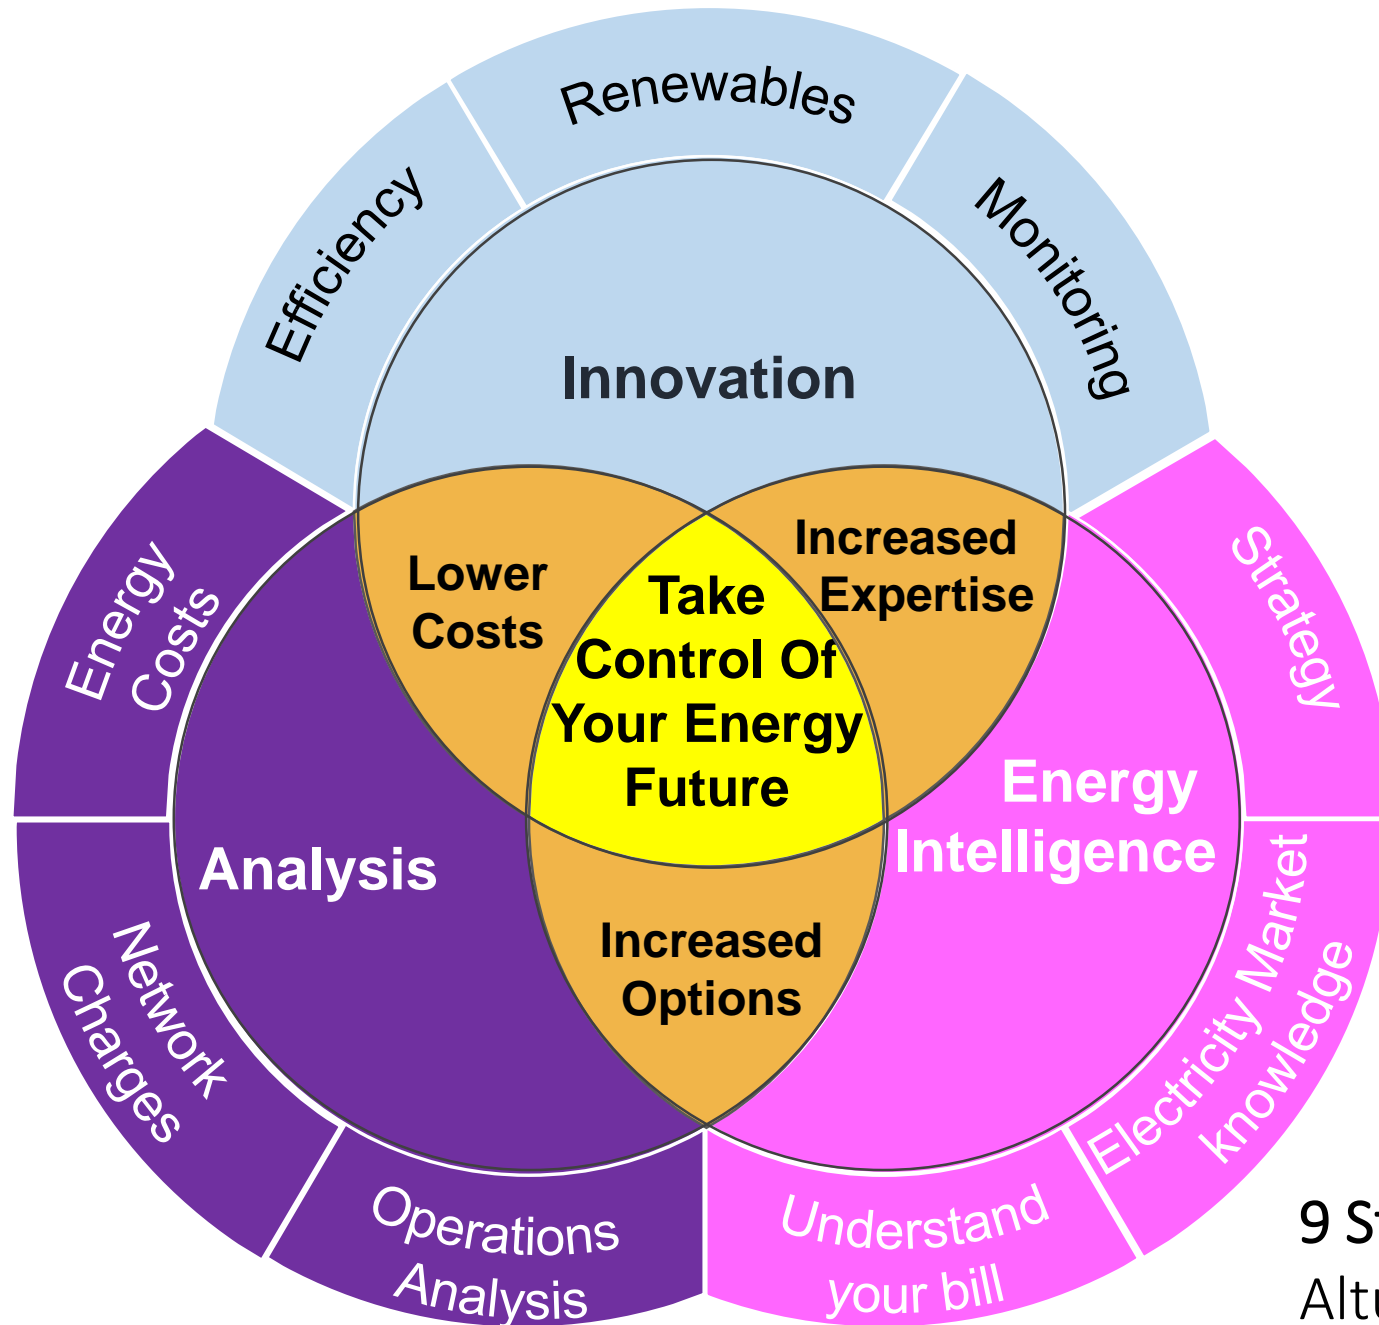 Renewables
Efficiency
Monitoring
Innovation
Increased
Expertise
Lower
Costs
Take
Control Of
Your Energy
Future
Energy
Costs
Strategy
Energy
Intelligence
Analysis
Increased
Options
Network
Charges
Electricity Market
knowledge
Operations
Analysis
Understand
your bill
9